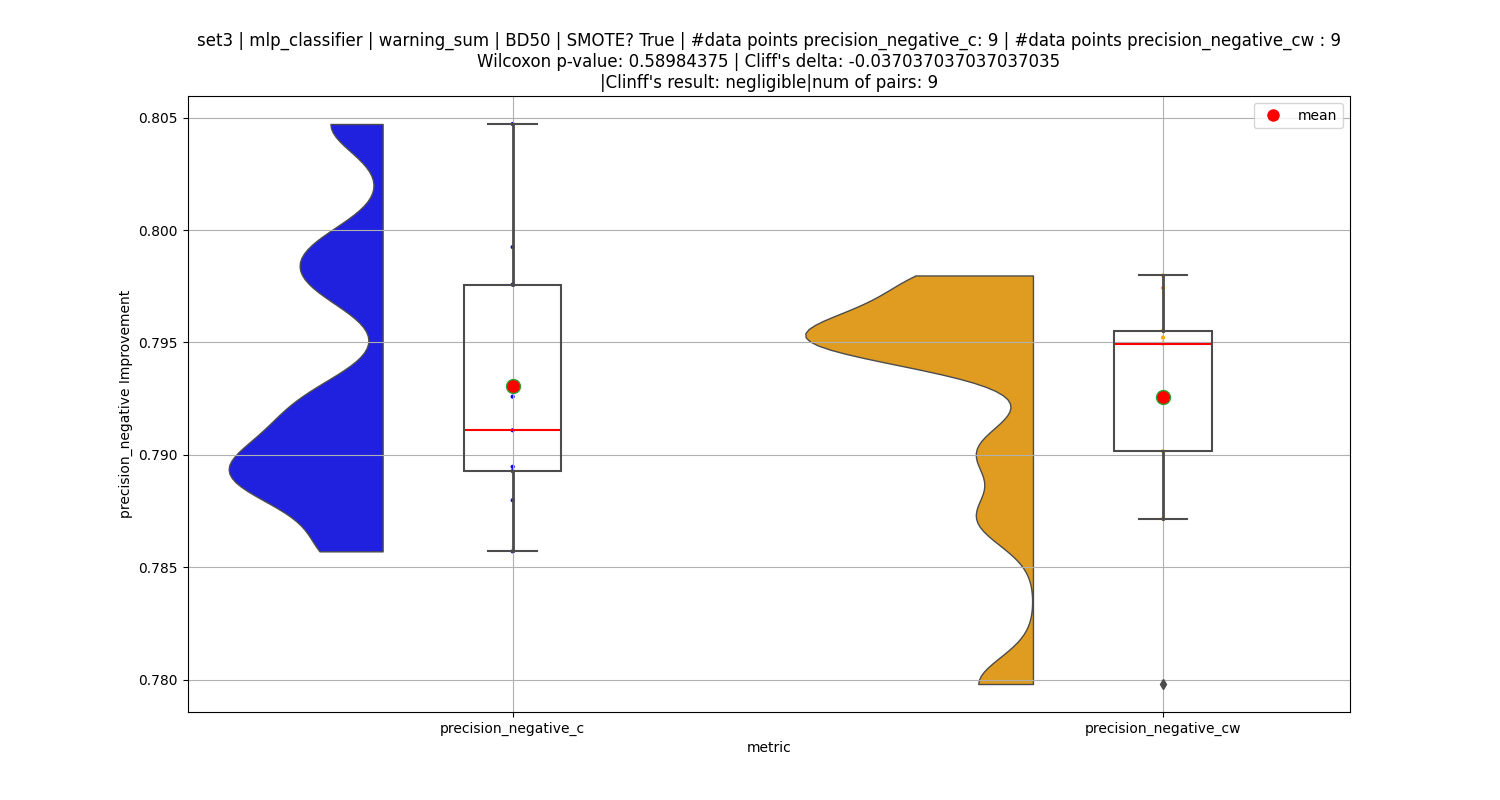 set3 | mlp_classifier | warning_sum | BD50 | SMOTE? True | #data points precision_negative_c: 9 | #data points precision_negative_cw : 9
Wilcoxon p-value: 0.58984375 | Cliff's delta: -0.037037037037037035
|Clinff's result: negligible|num of pairs: 9
mean
0.805
0.800
0.795
0.790
0.785
0.780
precision_negative Improvement
precision_negative_c
precision_negative_cw
metric